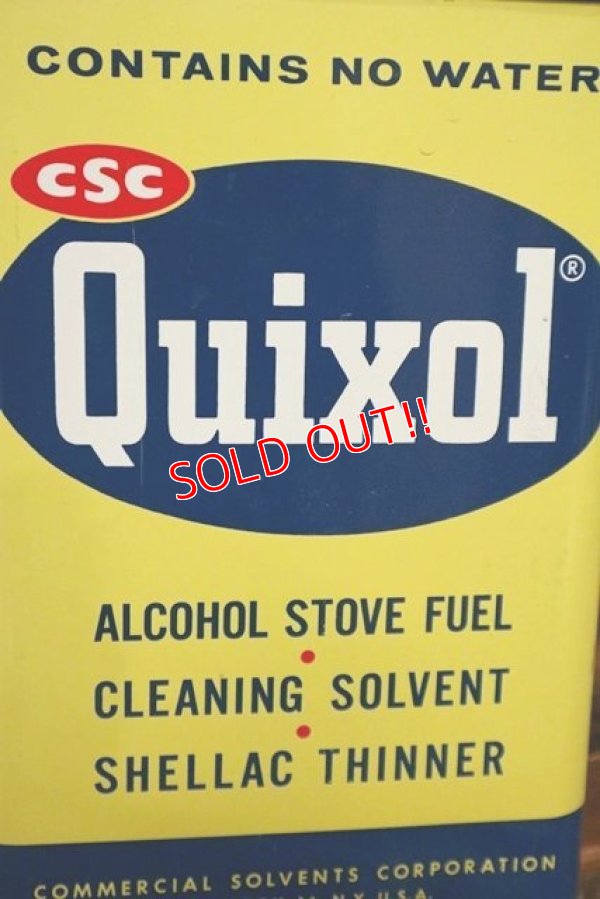 CONTAINS NO WATER
CSC
Quixol®
SOLD OUT!!
ALCOHOL STOVE FUEL
CLEANING SOLVENT
SHELLAC THINNER
COMMERCIAL SOLVENTS CORPORATION
N.Y. U.S.A.